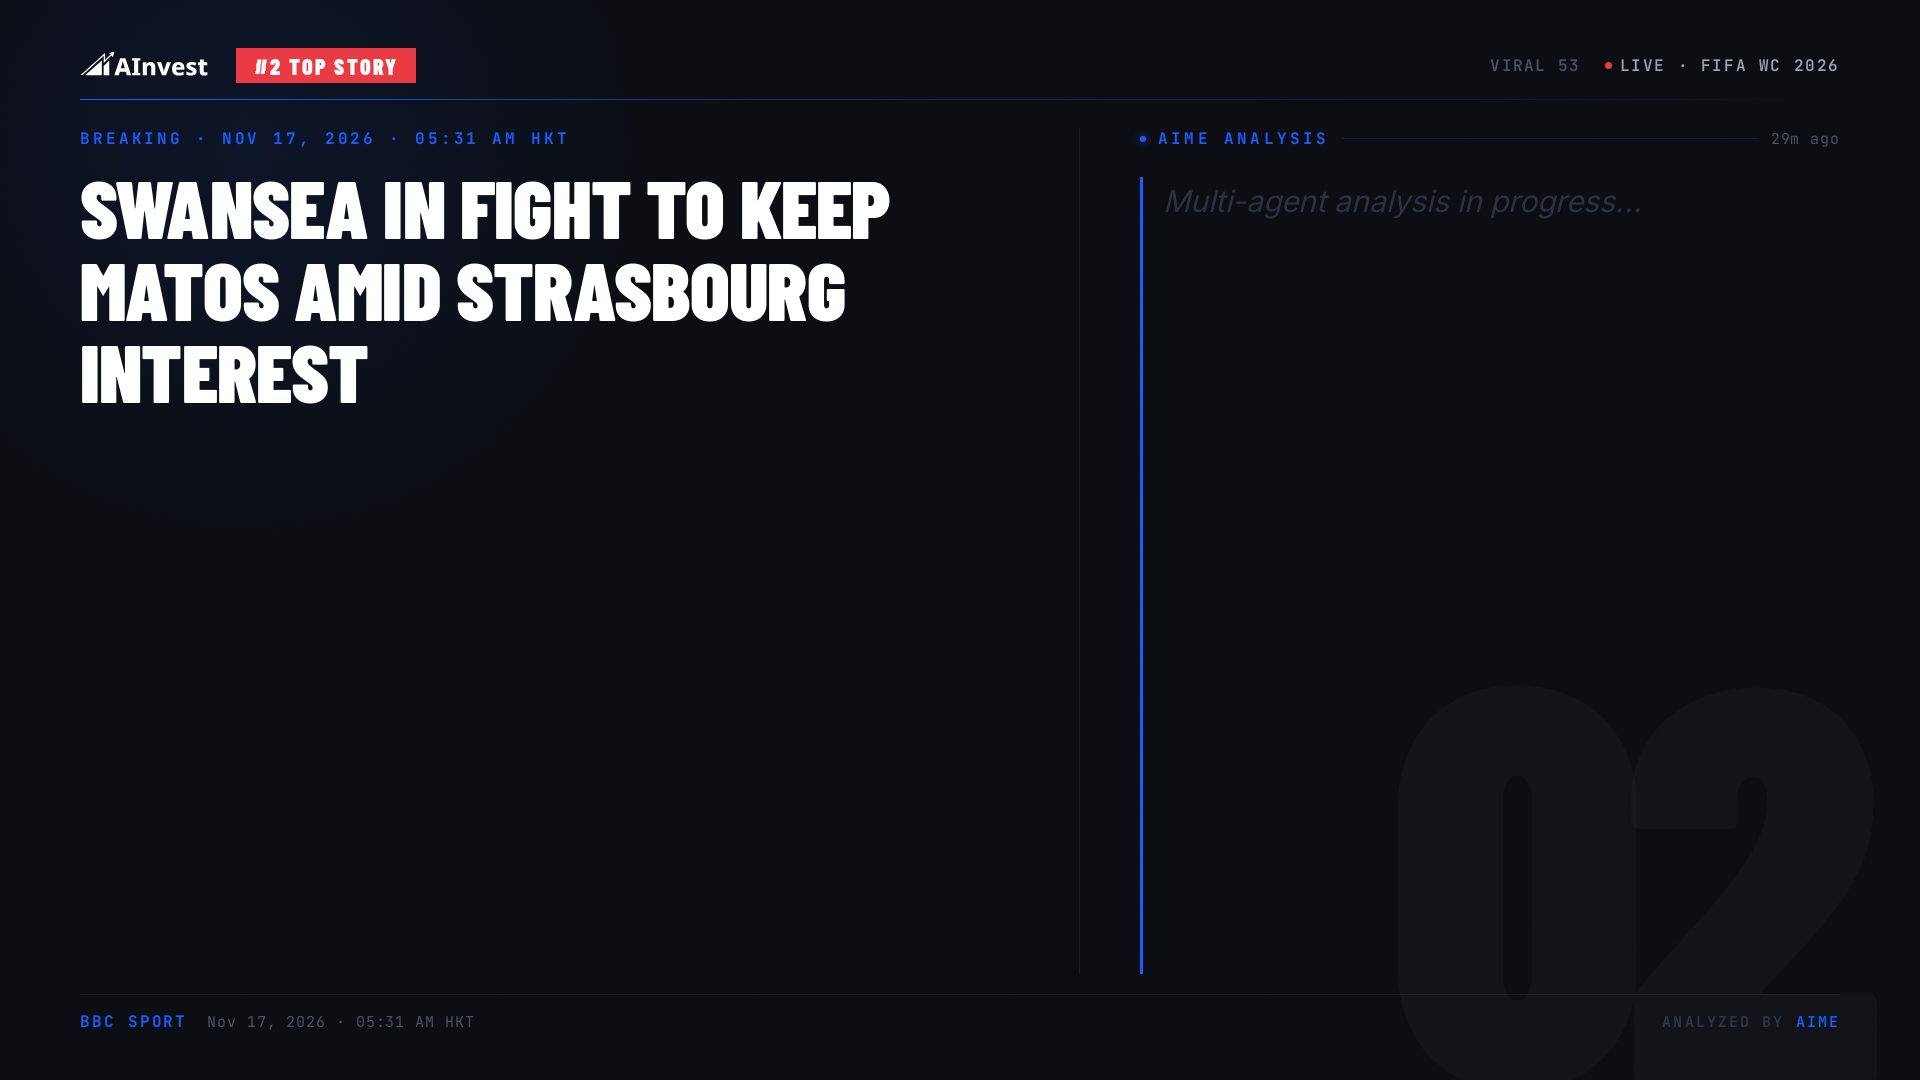 AInvest
#2 TOP STORY
VIRAL 53
LIVE · FIFA WC 2026
BREAKING · NOV 17, 2026 · 05:31 AM HKT
SWANSEA IN FIGHT TO KEEP
MATOS AMID STRASBOURG
INTEREST
AIME ANALYSIS
29m ago
Multi-agent analysis in progress...
02
BBC SPORT
Nov 17, 2026 · 05:31 AM HKT
ANALYZED BY AIME